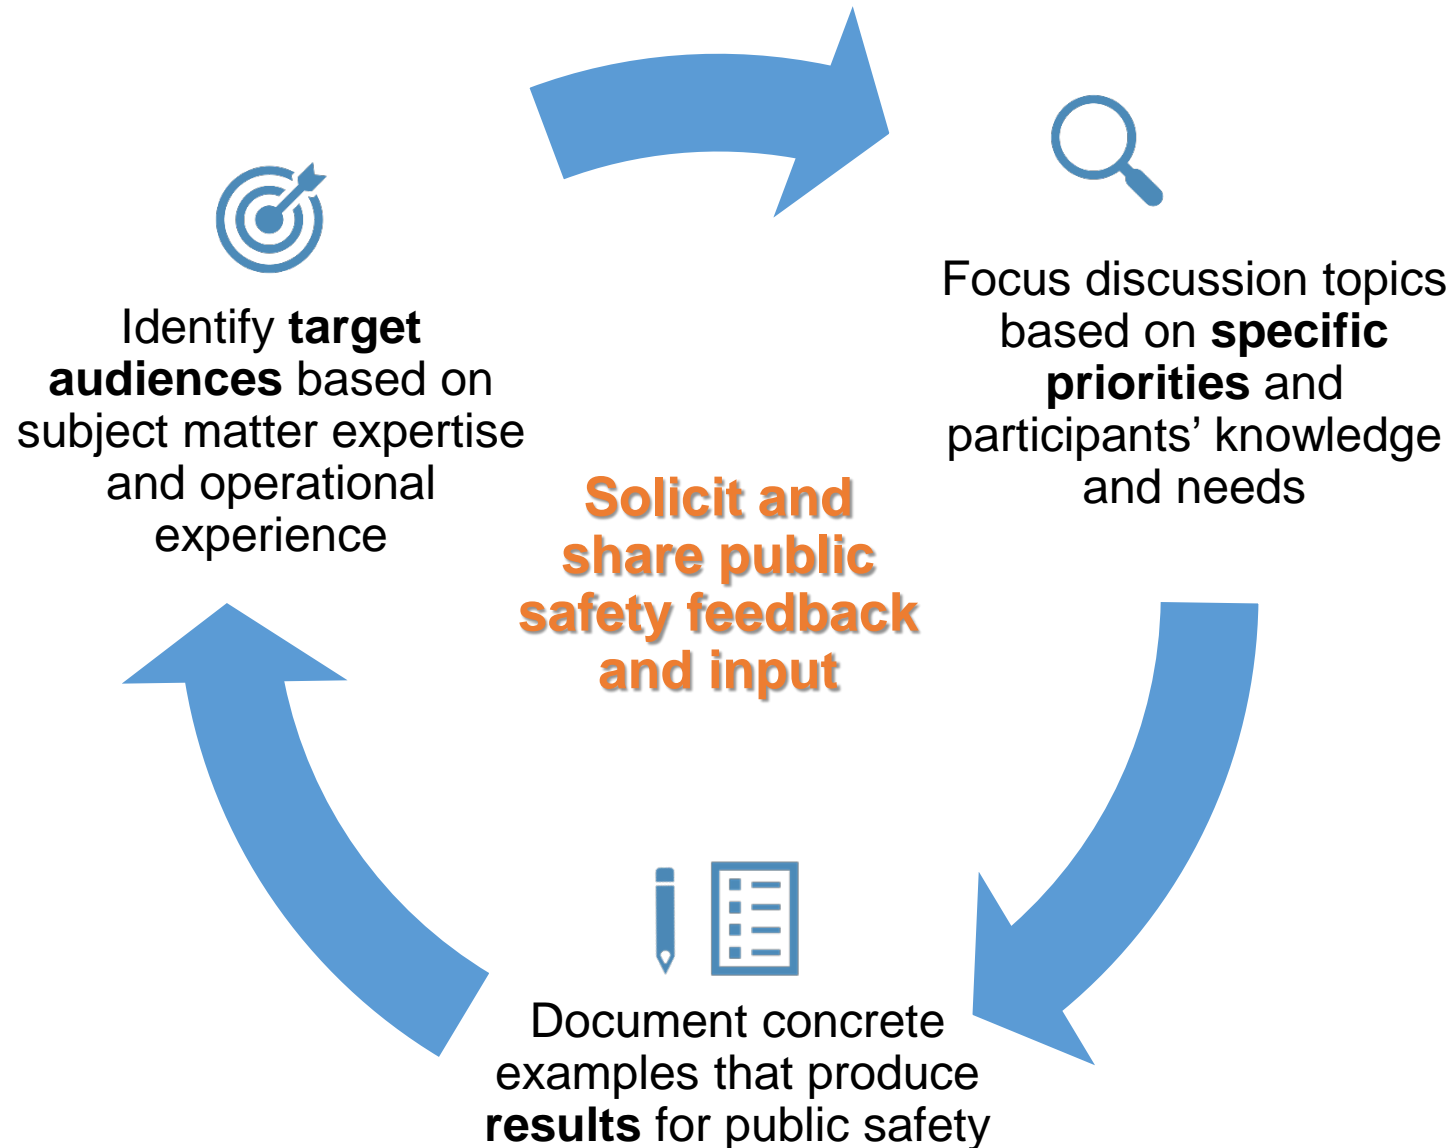 Identify target
audiences based on
subject matter expertise
and operational
experience
Focus discussion topics
based on specific
priorities and
participants’ knowledge
and needs
Solicit and
share public
safety feedback
and input
Document concrete
examples that produce
results for public safety